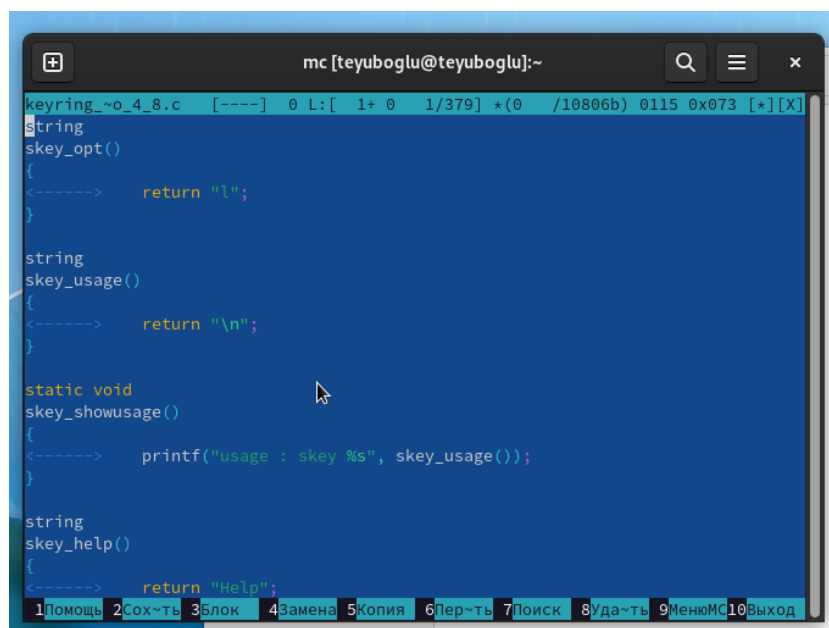 mc [teyuboglu@teyuboglu]:~
keyring_~o_4_8.c [----] 0 L:[ 1+ 0 1/379] *(0 /10806b) 0115 0x073 [*][X]
string
skey_opt()
{
<------> return "l";
}
string
skey_usage()
{
<------> return "\n";
}
static void
skey_showusage()
{
<------> printf("usage : skey %s", skey_usage());
}
string
skey_help()
{
<------> return "Help";
1Помощь 2Сох~ть 3Блок 4Замена 5Копия 6Пер~ть 7Поиск 8Уда~ть 9МенюMC 10Выход